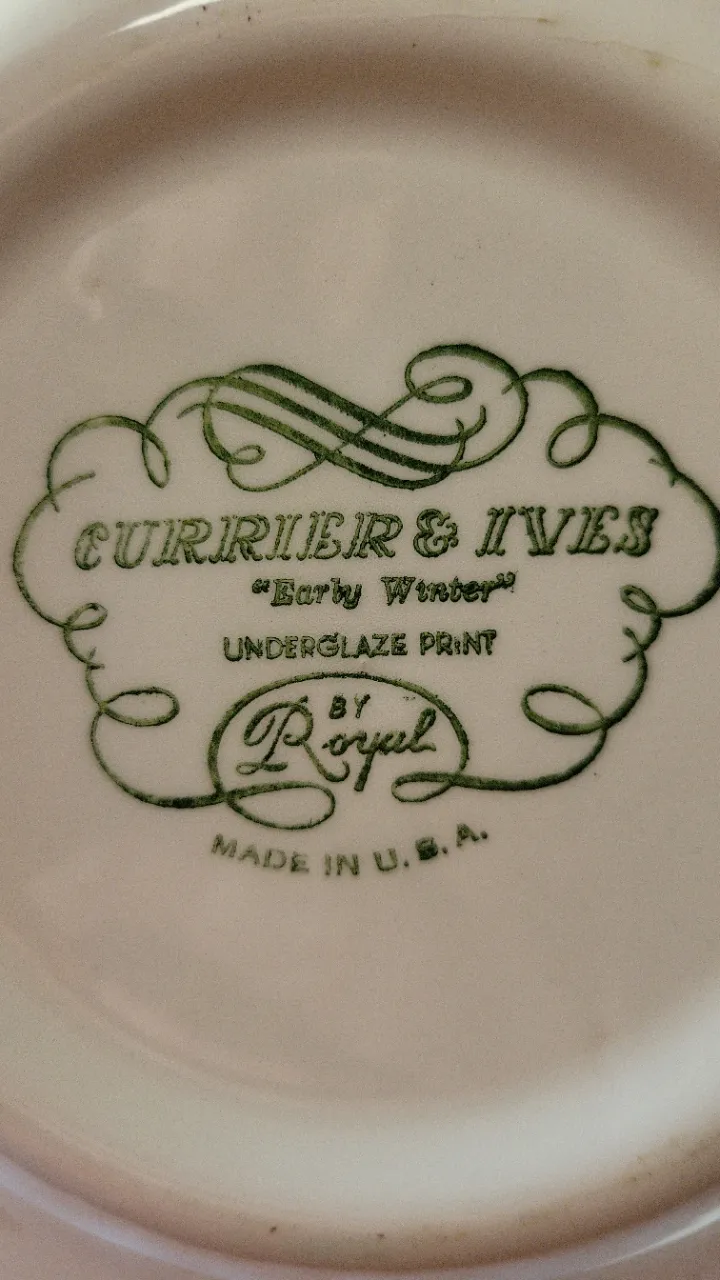 CURRIER & IVES
"Early Winter"
UNDERGLAZE PRINT
BY
Royal
MADE IN U.S.A.